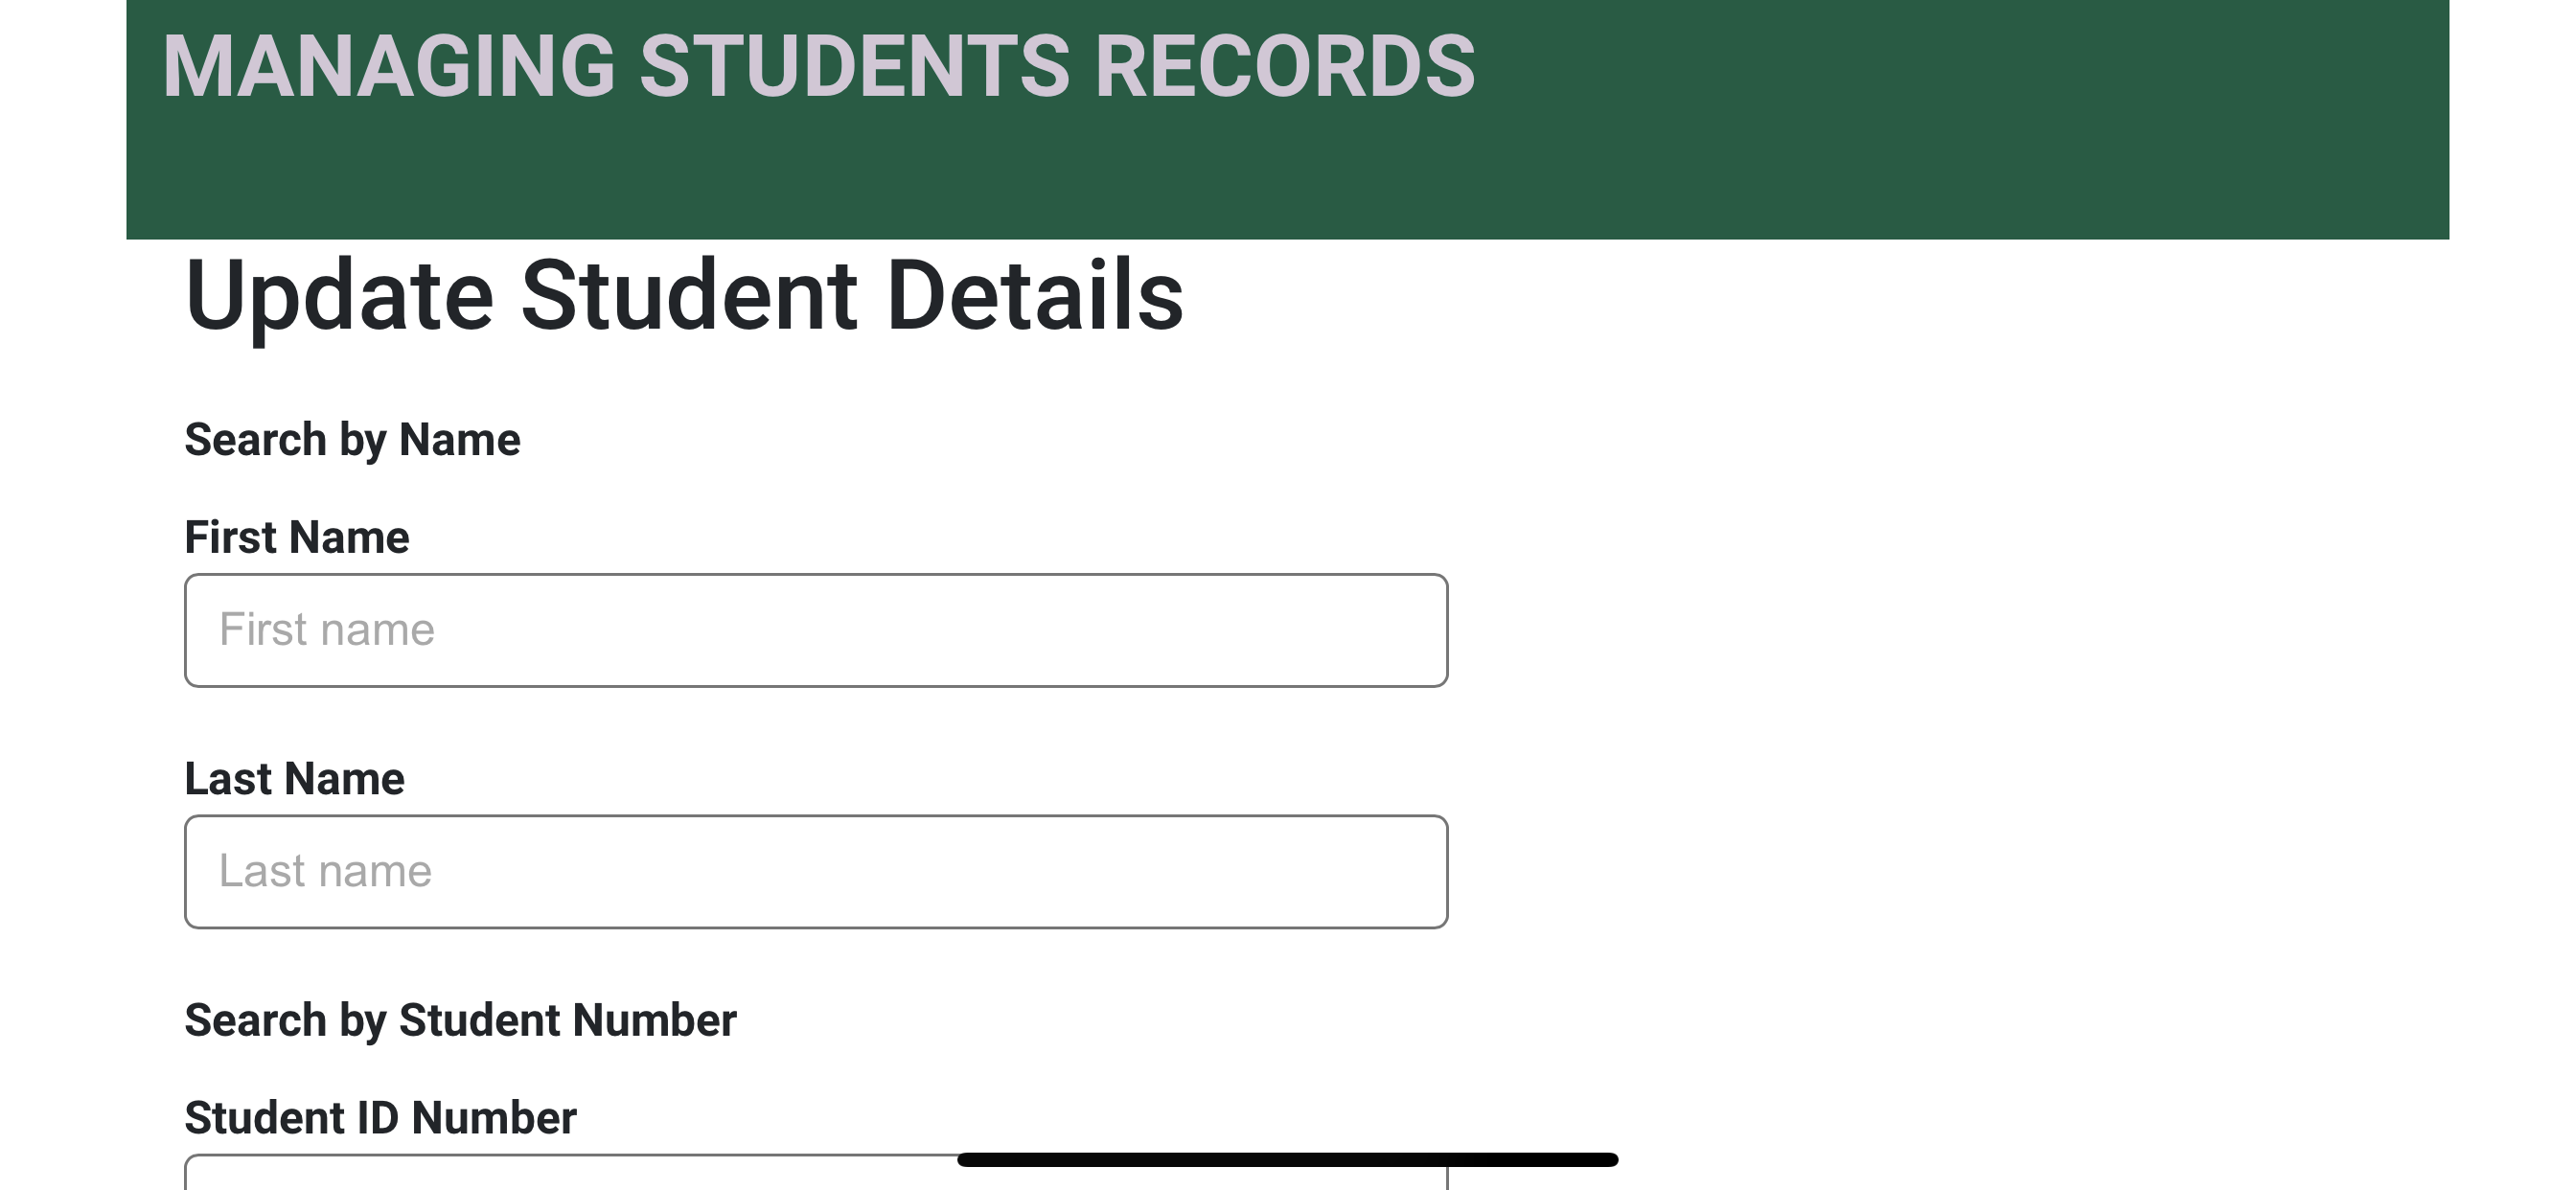 MANAGING STUDENTS RECORDS
Update Student Details
Search by Name
First Name
First name
Last Name
Last name
Search by Student Number
Student ID Number